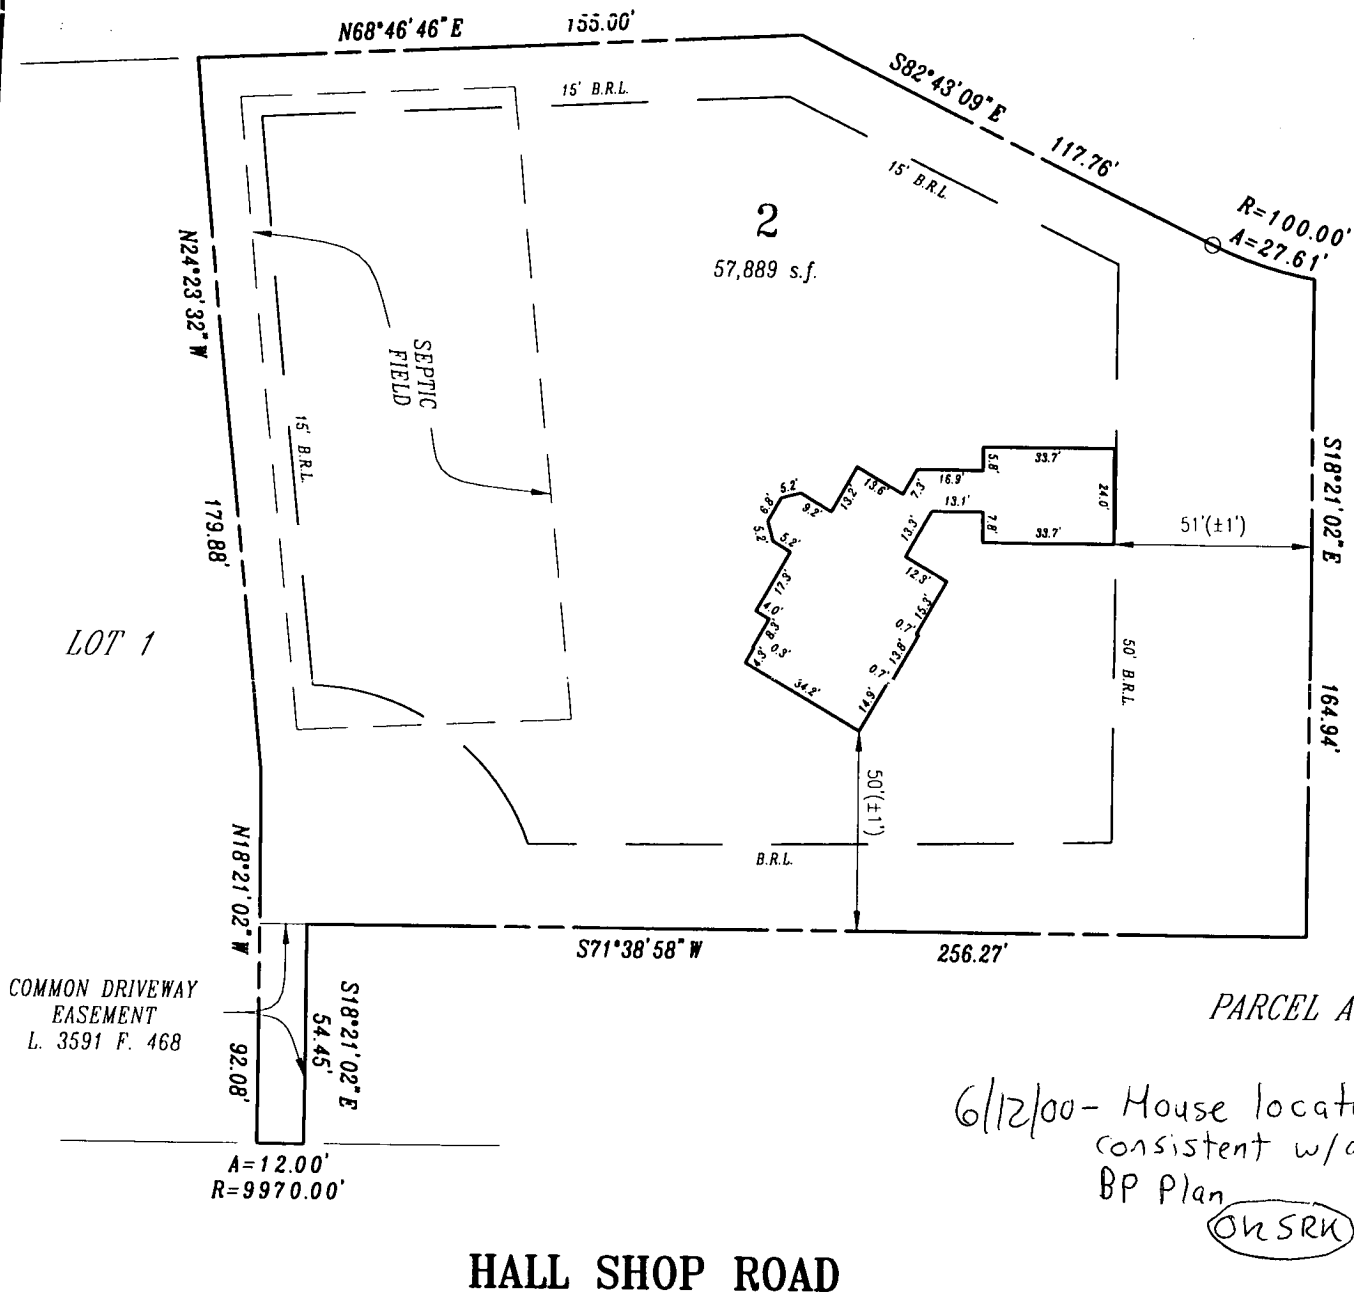 N68°46'46"E 155.00'
S82°43'09"E
117.76'
R=100.00'
A=27.61'
15' B.R.L.
15' B.R.L.
2
57,889 s.f.
N24°23'32"W
179.88'
SEPTIC
FIELD
15' B.R.L.
S18°21'02"E
164.94'
5.8'
33.7'
24.0'
33.7'
7.8'
16.9'
13.1'
7.3'
13.6'
13.2'
9.2'
5.2'
6.8'
5.2'
5.2'
17.3'
4.0'
8.3'
0.3'
4.3'
34.2'
14.9'
0.7'
13.8'
0.7'
15.3'
12.3'
13.3'
51'(±1')
50' B.R.L.
50'(±1')
B.R.L.
LOT 1
N18°21'02"W
92.08'
S71°38'58"W 256.27'
COMMON DRIVEWAY
EASEMENT
L. 3591 F. 468
S18°21'02"E
54.45'
A=12.00'
R=9970.00'
PARCEL A
6/12/00- House
consistent w/
BP Plan
OK SRK
HALL SHOP ROAD